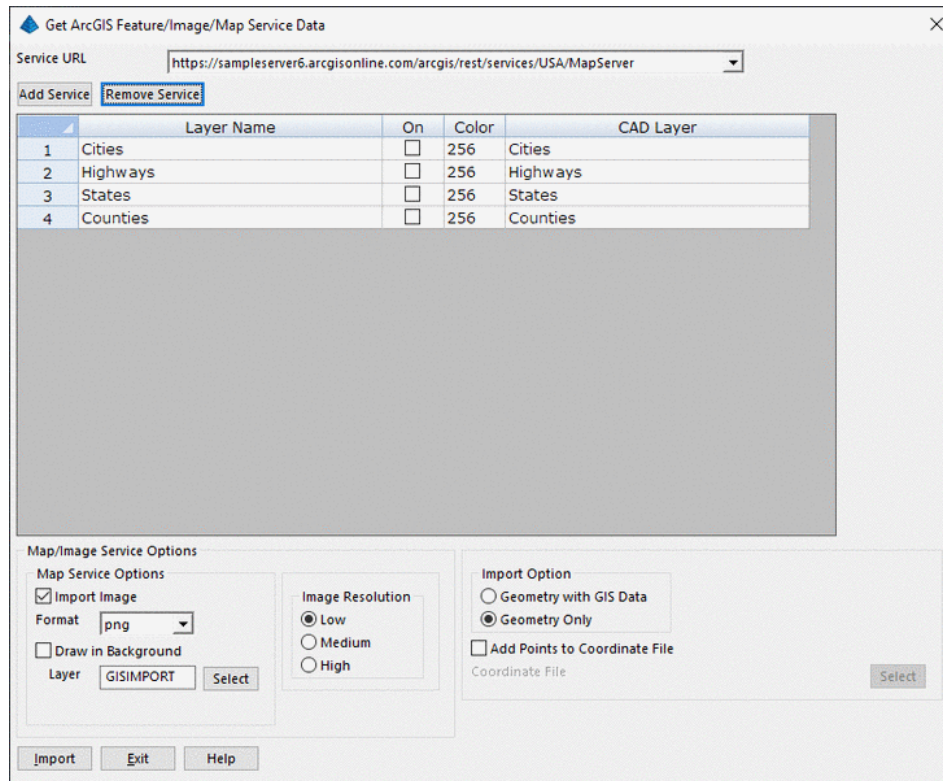 Get ArcGIS Feature/Image/Map Service Data
Service URL https://sampleserver6.arcgisonline.com/arcgis/rest/services/USA/MapServer
Add Service Remove Service
Layer Name On Color CAD Layer
1 Cities 256 Cities
2 Highways 256 Highways
3 States 256 States
4 Counties 256 Counties
Map/Image Service Options
Map Service Options
Import Image
Format png
Draw in Background
Layer GISIMPORT Select
Image Resolution
Low
Medium
High
Import Option
Geometry with GIS Data
Geometry Only
Add Points to Coordinate File
Coordinate File Select
Import Exit Help